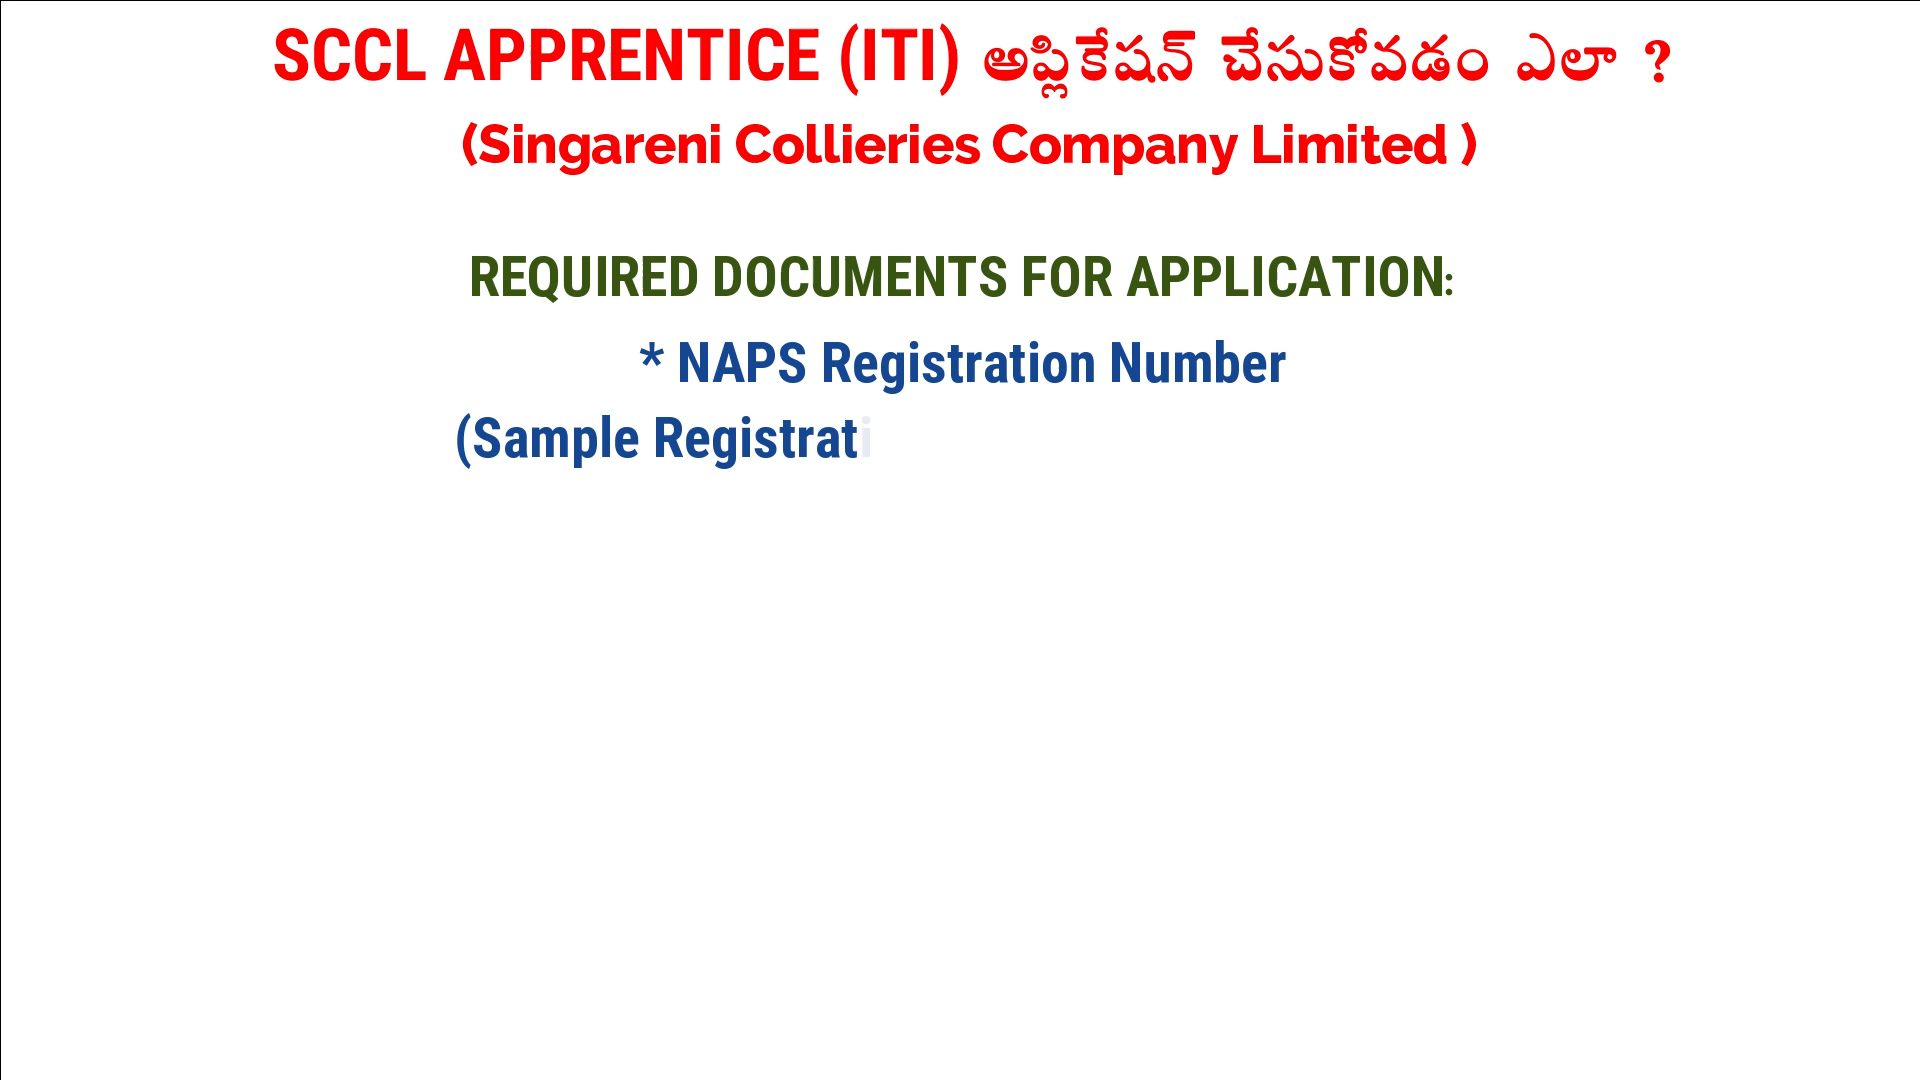 SCCL APPRENTICE (ITI) అప్లికేషన్ చేసుకోవడం ఎలా ?
(Singareni Collieries Company Limited )
REQUIRED DOCUMENTS FOR APPLICATION:
* NAPS Registration Number
(Sample Registrati